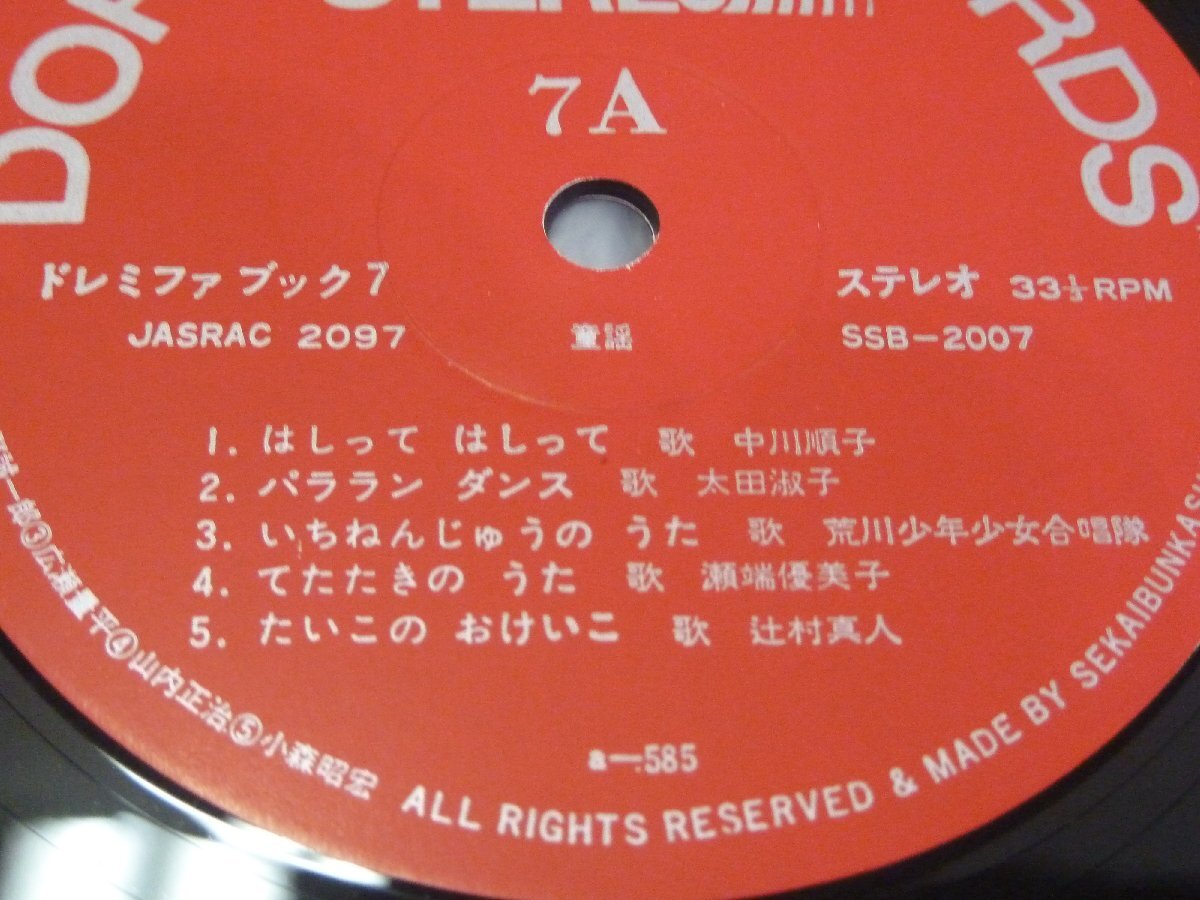 STEREO
7A
ドレミファ ブック 7
ステレオ 33⅓RPM
JASRAC 2097
童謡
SSB-2007
1. はしって はしって 歌 中川順子
2. パララン ダンス 歌 太田淑子
3. いちねんじゅうの うた 歌 荒川少年少女合唱隊
4. てたたきの うた 歌 瀬端優美子
5. たいこの おけいこ 歌 辻村真人
a-585
一郎③広瀬量平④山内正治⑤小森昭宏
ALL RIGHTS RESERVED & MADE BY SEKAIBUNKA